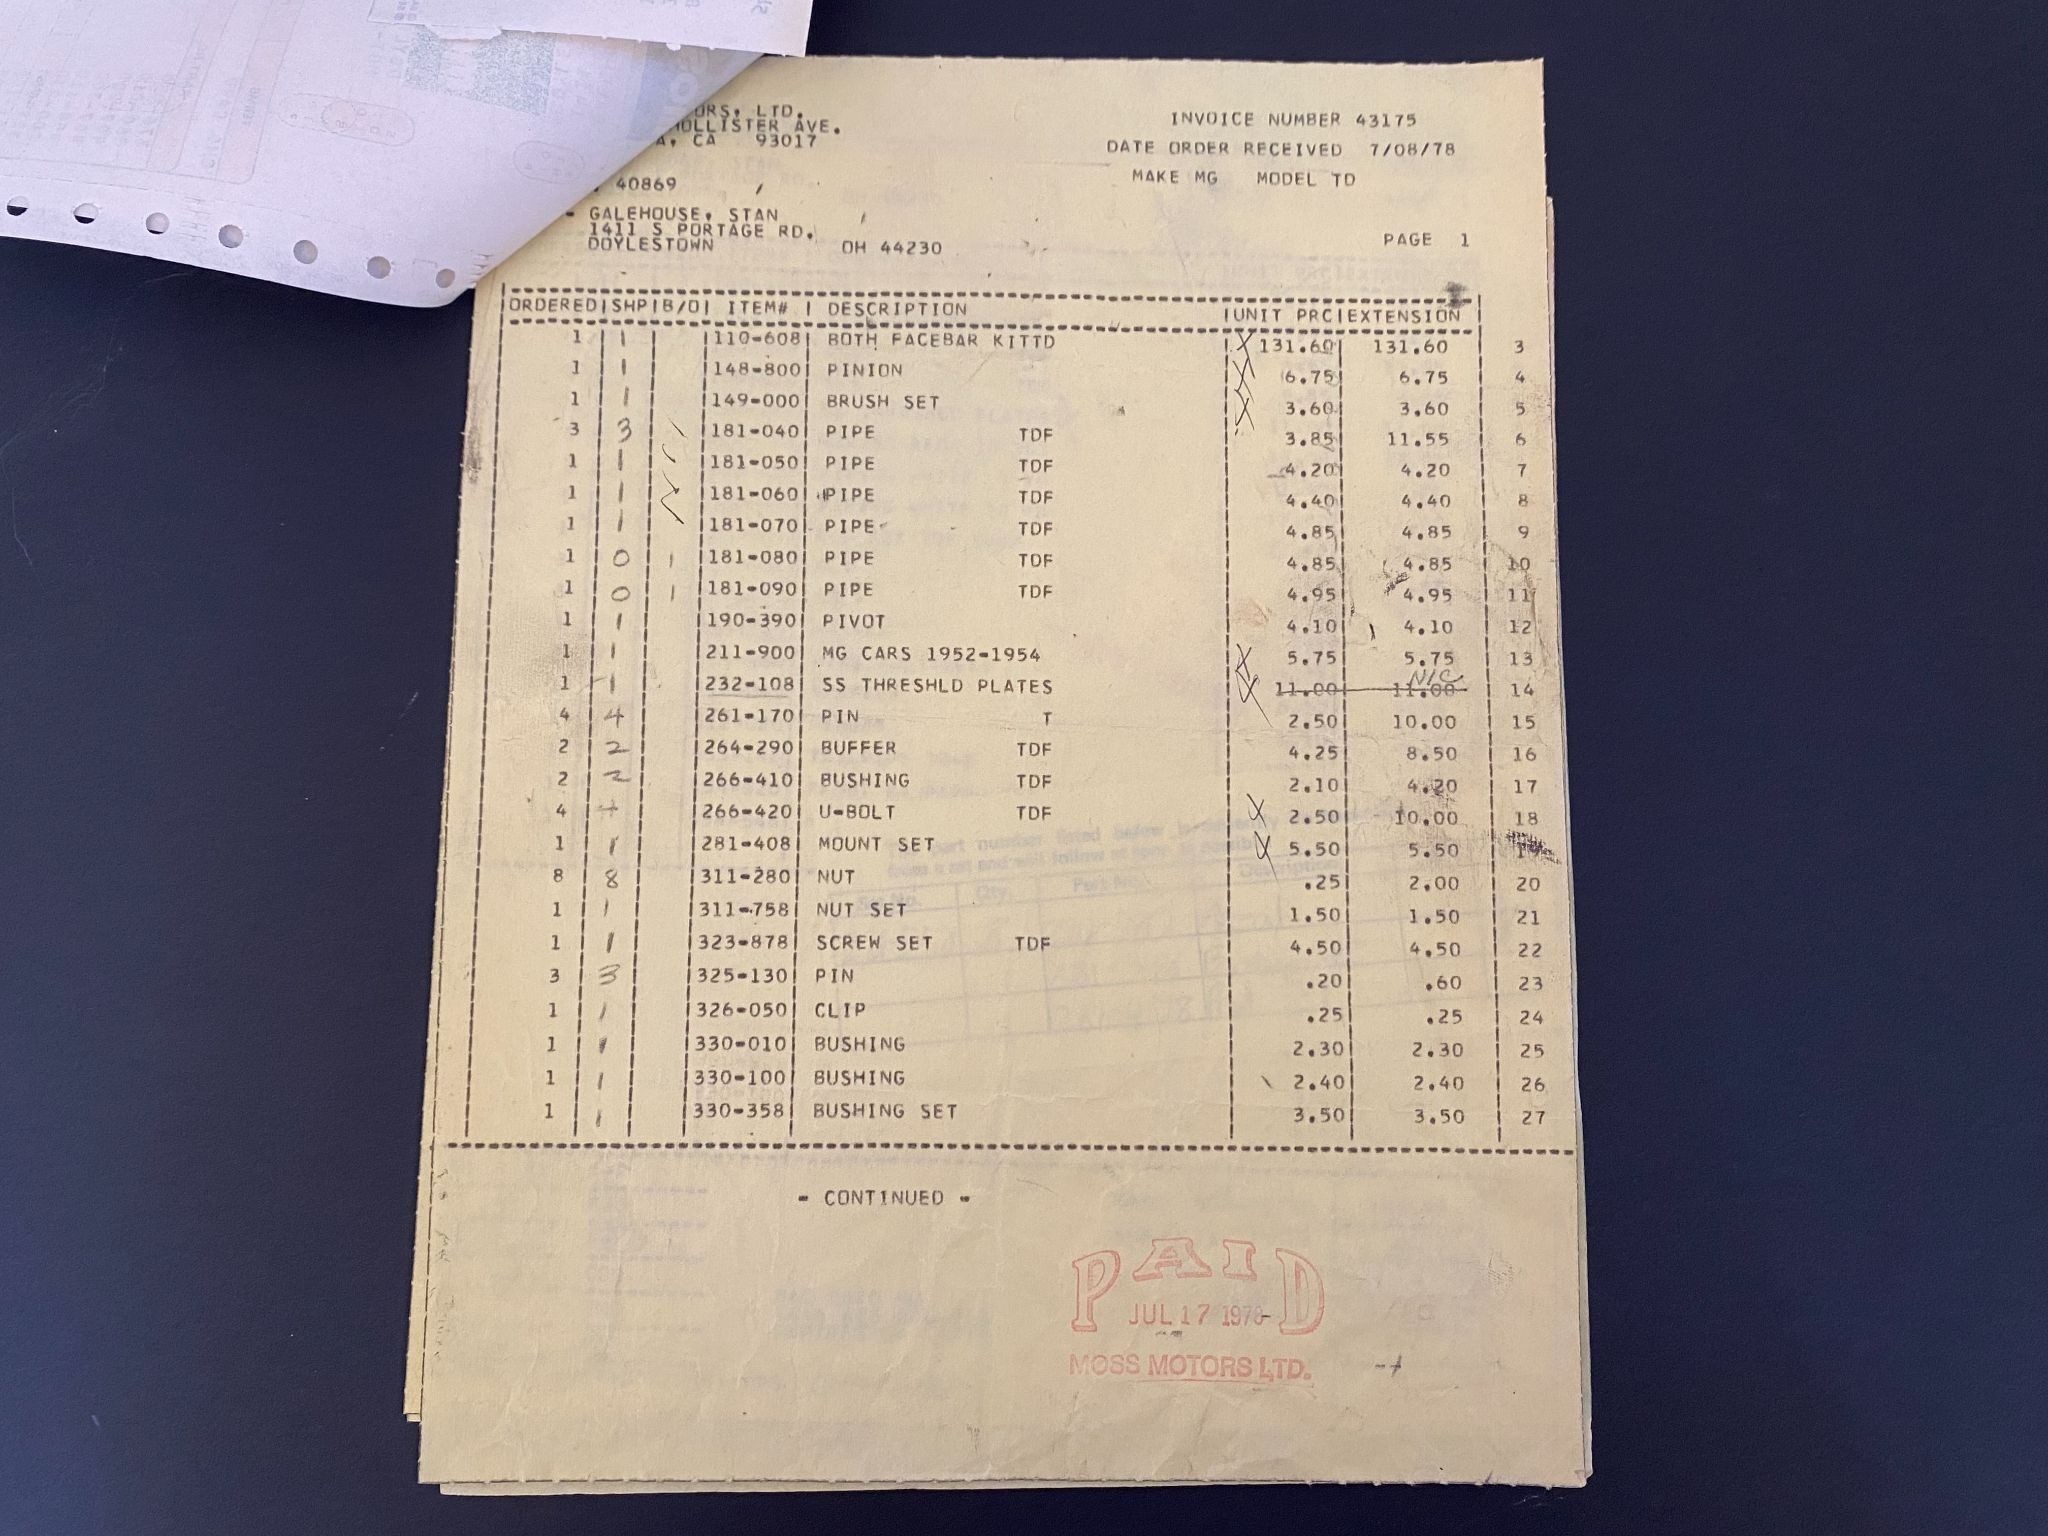 ORS, LTD.
HOLLISTER AVE.
A, CA 93017
INVOICE NUMBER 43175
DATE ORDER RECEIVED 7/08/78
MAKE MG MODEL TD
40869
GALEHOUSE, STAN
1411 S PORTAGE RD.
DOYLESTOWN OH 44230
PAGE 1
ORDERED|SHP|B/O| ITEM# | DESCRIPTION |UNIT PRC|EXTENSION
1 1 110-608 BOTH FACEBAR KITTD 131.60 131.60 3
1 1 148-800 PINION 6.75 6.75 4
1 1 149-000 BRUSH SET 3.60 3.60 5
3 3 181-040 PIPE TDF 3.85 11.55 6
1 1 181-050 PIPE TDF 4.20 4.20 7
1 1 181-060 PIPE TDF 4.40 4.40 8
1 1 181-070 PIPE TDF 4.85 4.85 9
1 0 1 181-080 PIPE TDF 4.85 4.85 10
1 0 1 181-090 PIPE TDF 4.95 4.95 11
1 1 190-390 PIVOT 4.10 4.10 12
1 1 211-900 MG CARS 1952-1954 5.75 5.75 13
1 1 232-108 SS THRESHLD PLATES 11.00 11.00 N/C 14
4 4 261-170 PIN T 2.50 10.00 15
2 2 264-290 BUFFER TDF 4.25 8.50 16
2 2 266-410 BUSHING TDF 2.10 4.20 17
4 4 266-420 U-BOLT TDF 2.50 10.00 18
1 1 281-408 MOUNT SET 5.50 5.50
8 8 311-280 NUT .25 2.00 20
1 1 311-758 NUT SET 1.50 1.50 21
1 1 323-878 SCREW SET TDF 4.50 4.50 22
3 3 325-130 PIN .20 .60 23
1 1 326-050 CLIP .25 .25 24
1 1 330-010 BUSHING 2.30 2.30 25
1 1 330-100 BUSHING 2.40 2.40 26
1 1 330-358 BUSHING SET 3.50 3.50 27
- CONTINUED -
PAID
JUL 17 1978
MOSS MOTORS LTD.